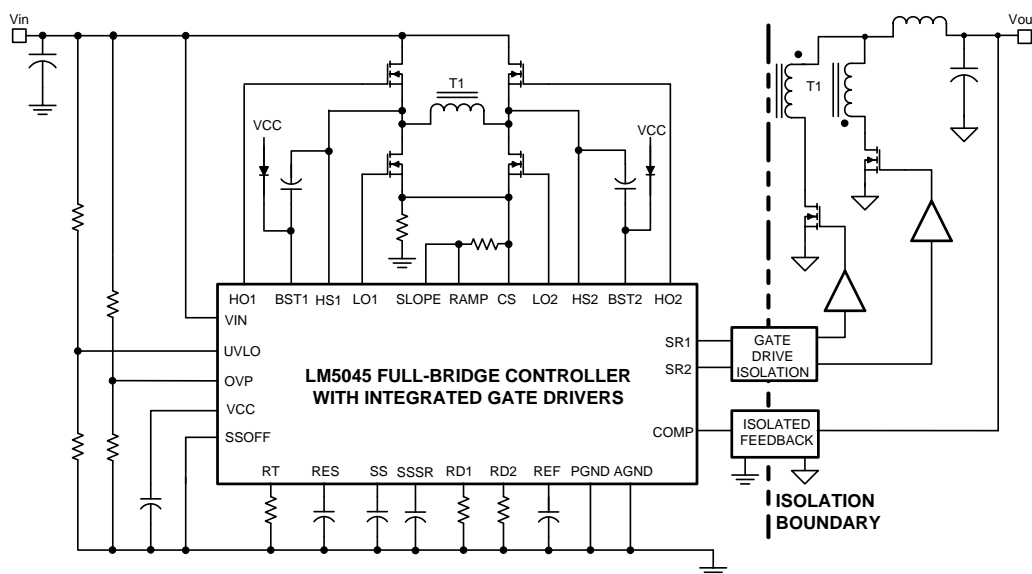 Vin
Vout
T1
T1
VCC
VCC
HO1
BST1
HS1
LO1
SLOPE
RAMP
CS
LO2
HS2
BST2
HO2
VIN
UVLO
OVP
VCC
SSOFF
LM5045 FULL-BRIDGE CONTROLLER
WITH INTEGRATED GATE DRIVERS
SR1
SR2
COMP
GATE
DRIVE
ISOLATION
ISOLATED
FEEDBACK
RT
RES
SS
SSSR
RD1
RD2
REF
PGND
AGND
ISOLATION
BOUNDARY